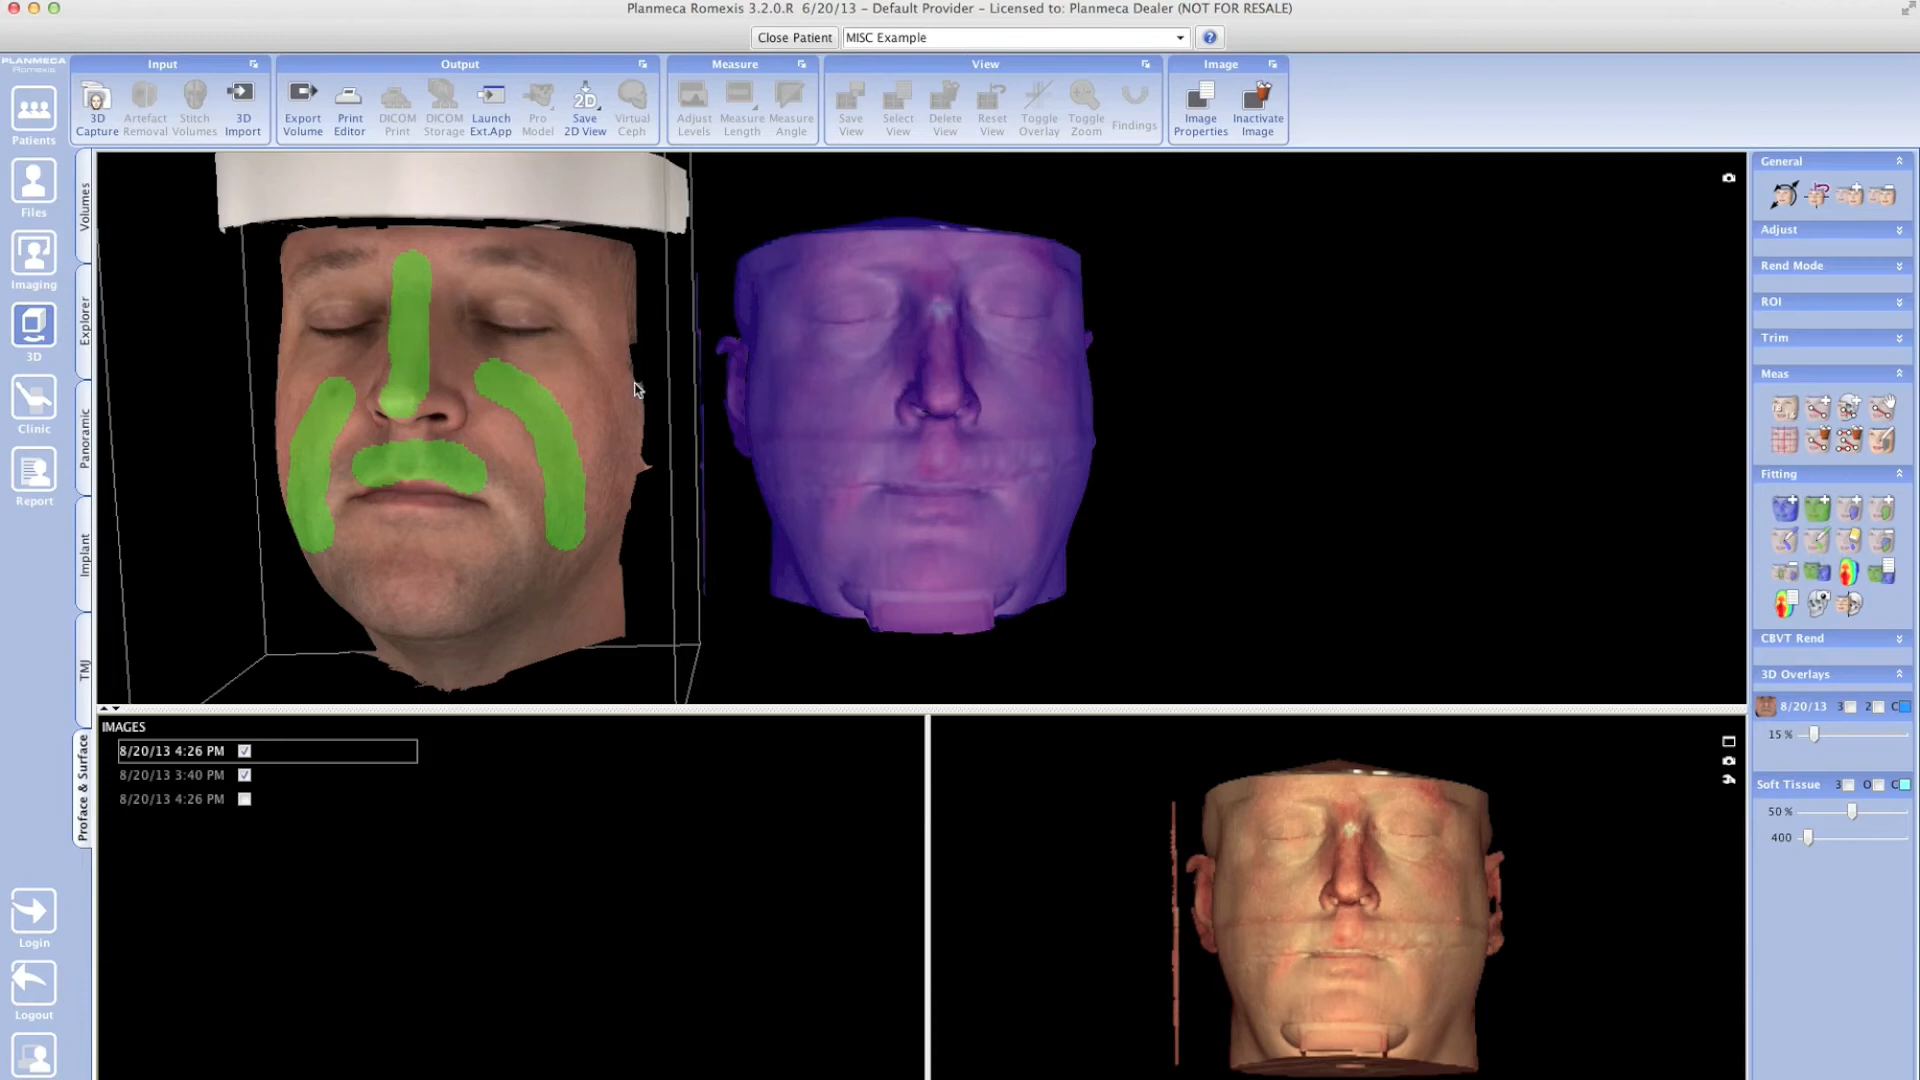 Planmeca Romexis 3.2.0.R 6/20/13 - Default Provider - Licensed to: Planmeca Dealer (NOT FOR RESALE)
Close Patient MISC Example ?
PLANMECA
Romexis
Input
Output
Measure
View
Image
3D Capture
Artefact Removal
Stitch Volumes
3D Import
Export Volume
Print Editor
DICOM Print
DICOM Storage
Launch Ext.App
Pro Model
2D
Save 2D View
Virtual Ceph
Adjust Levels
Measure Length
Measure Angle
Save View
Select View
Delete View
Reset View
Toggle Overlay
Toggle Zoom
Findings
Image Properties
Inactivate Image
Patients
Files
Imaging
3D
Clinic
Report
Login
Logout
Volumes
Explorer
Panoramic
Implant
TMJ
Proface & Surface
IMAGES
8/20/13 4:26 PM
8/20/13 3:40 PM
8/20/13 4:26 PM
General
Adjust
Rend Mode
ROI
Trim
Meas
Fitting
CBVT Rend
3D Overlays
8/20/13 3 2 C
15 %
Soft Tissue 3 O C
50 %
400